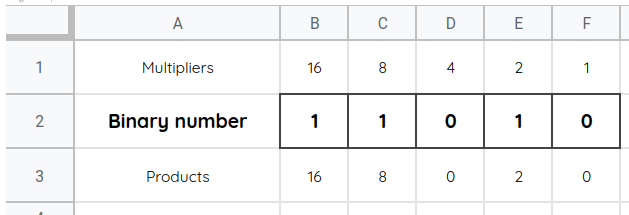 A B C D E F
1 Multipliers 16 8 4 2 1
2 Binary number 1 1 0 1 0
3 Products 16 8 0 2 0